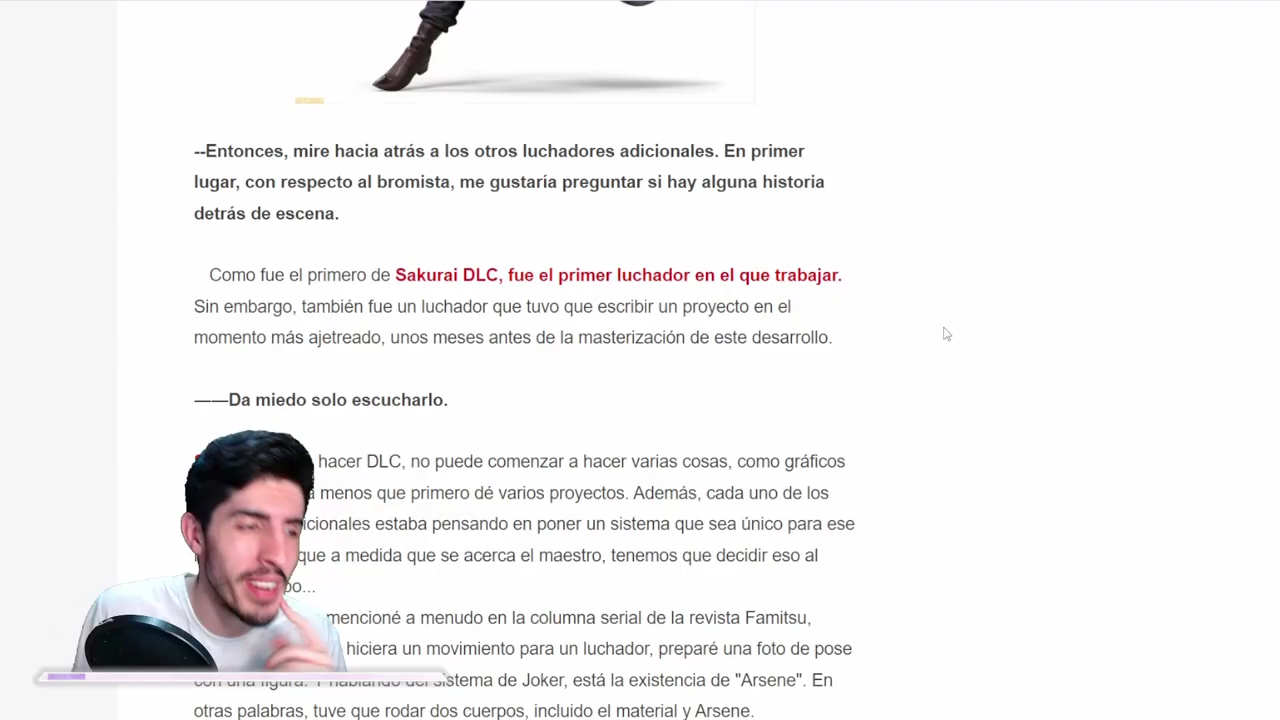 --Entonces, mire hacia atrás a los otros luchadores adicionales. En primer
lugar, con respecto al bromista, me gustaría preguntar si hay alguna historia
detrás de escena.
Como fue el primero de Sakurai DLC, fue el primer luchador en el que trabajar.
Sin embargo, también fue un luchador que tuvo que escribir un proyecto en el
momento más ajetreado, unos meses antes de la masterización de este desarrollo.
——Da miedo solo escucharlo.
hacer DLC, no puede comenzar a hacer varias cosas, como gráficos
menos que primero dé varios proyectos. Además, cada uno de los
estaba pensando en poner un sistema que sea único para ese
que a medida que se acerca el maestro, tenemos que decidir eso al
mencioné a menudo en la columna serial de la revista Famitsu,
hiciera un movimiento para un luchador, preparé una foto de pose
con una figura. Y hablando del sistema de Joker, está la existencia de "Arsene". En
otras palabras, tuve que rodar dos cuerpos, incluido el material y Arsene.